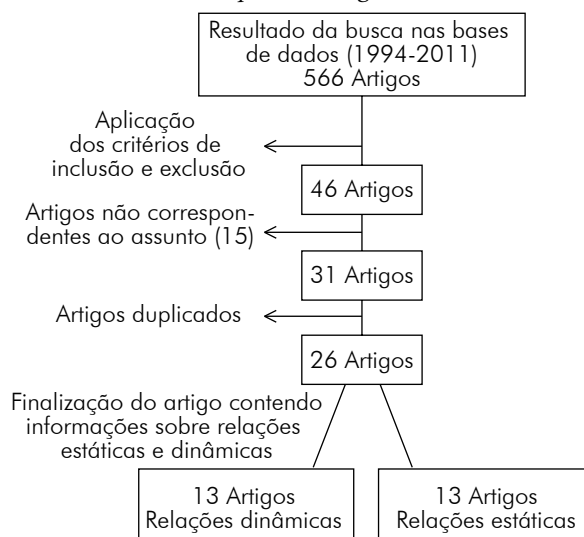 Resultado da busca nas bases
de dados (1994-2011)
566 Artigos
Aplicação
dos critérios de
inclusão e exclusão
46 Artigos
Artigos não correspon-
dentes ao assunto (15)
31 Artigos
Artigos duplicados
26 Artigos
Finalização do artigo contendo
informações sobre relações
estáticas e dinâmicas
13 Artigos
Relações dinâmicas
13 Artigos
Relações estáticas